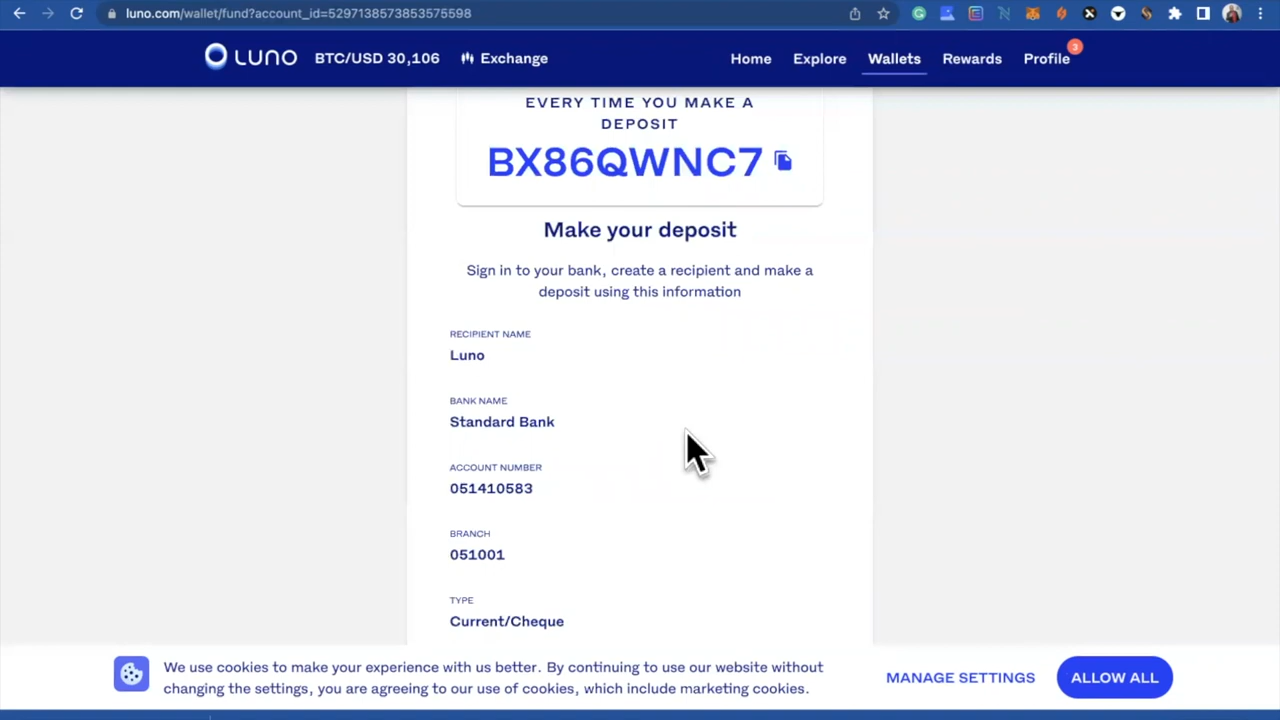 luno.com/wallet/fund?account_id=5297138573853575598
LUNO BTC/USD 30,106 Exchange Home Explore Wallets Rewards Profile 3
EVERY TIME YOU MAKE A
DEPOSIT
BX86QWNC7
Make your deposit
Sign in to your bank, create a recipient and make a
deposit using this information
RECIPIENT NAME
Luno
BANK NAME
Standard Bank
ACCOUNT NUMBER
051410583
BRANCH
051001
TYPE
Current/Cheque
We use cookies to make your experience with us better. By continuing to use our website without
changing the settings, you are agreeing to our use of cookies, which include marketing cookies.
MANAGE SETTINGS
ALLOW ALL